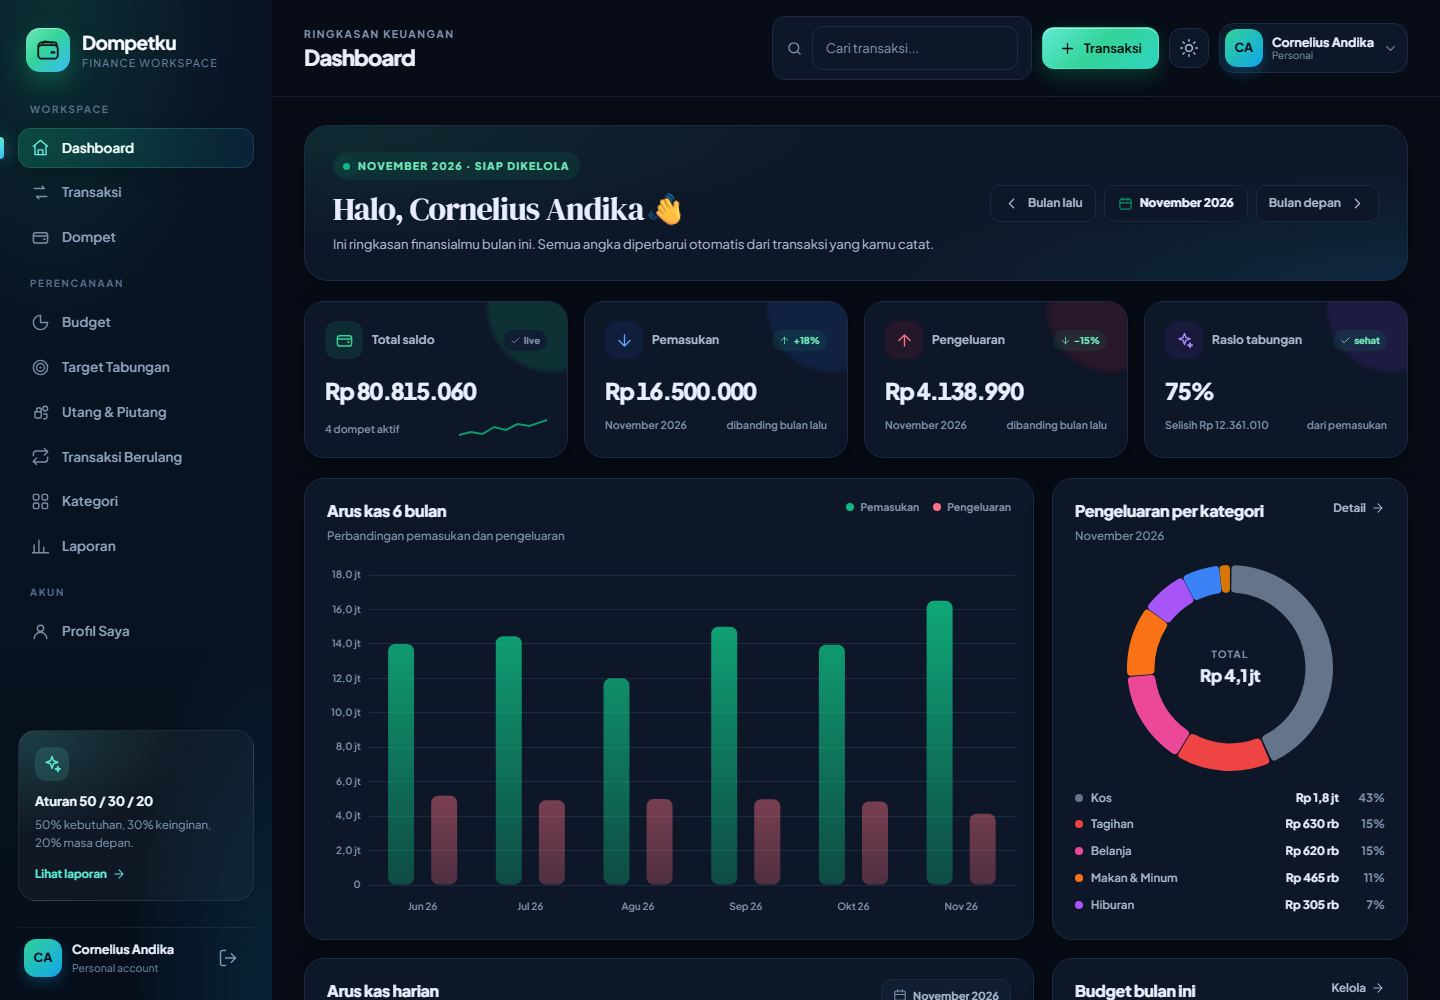 Dompetku
FINANCE WORKSPACE
WORKSPACE
Dashboard
Transaksi
Dompet
PERENCANAAN
Budget
Target Tabungan
Utang & Piutang
Transaksi Berulang
Kategori
Laporan
AKUN
Profil Saya
Aturan 50 / 30 / 20
50% kebutuhan, 30% keinginan,
20% masa depan.
Lihat laporan
CA
Cornelius Andika
Personal account
RINGKASAN KEUANGAN
Dashboard
Cari transaksi...
Transaksi
CA
Cornelius Andika
Personal
NOVEMBER 2026 · SIAP DIKELOLA
Halo, Cornelius Andika 👋
Ini ringkasan finansialmu bulan ini. Semua angka diperbarui otomatis dari transaksi yang kamu catat.
Bulan lalu
November 2026
Bulan depan
Total saldo
live
Rp 80.815.060
4 dompet aktif
Pemasukan
+18%
Rp 16.500.000
November 2026
dibanding bulan lalu
Pengeluaran
−15%
Rp 4.138.990
November 2026
dibanding bulan lalu
Rasio tabungan
sehat
75%
Selisih Rp 12.361.010
dari pemasukan
Arus kas 6 bulan
Perbandingan pemasukan dan pengeluaran
Pemasukan
Pengeluaran
18,0 jt
16,0 jt
14,0 jt
12,0 jt
10,0 jt
8,0 jt
6,0 jt
4,0 jt
2,0 jt
0
Jun 26
Jul 26
Agu 26
Sep 26
Okt 26
Nov 26
Pengeluaran per kategori
November 2026
Detail
TOTAL
Rp 4,1 jt
Kos Rp 1,8 jt 43%
Tagihan Rp 630 rb 15%
Belanja Rp 620 rb 15%
Makan & Minum Rp 465 rb 11%
Hiburan Rp 305 rb 7%
Arus kas harian
November 2026
Budget bulan ini
Kelola